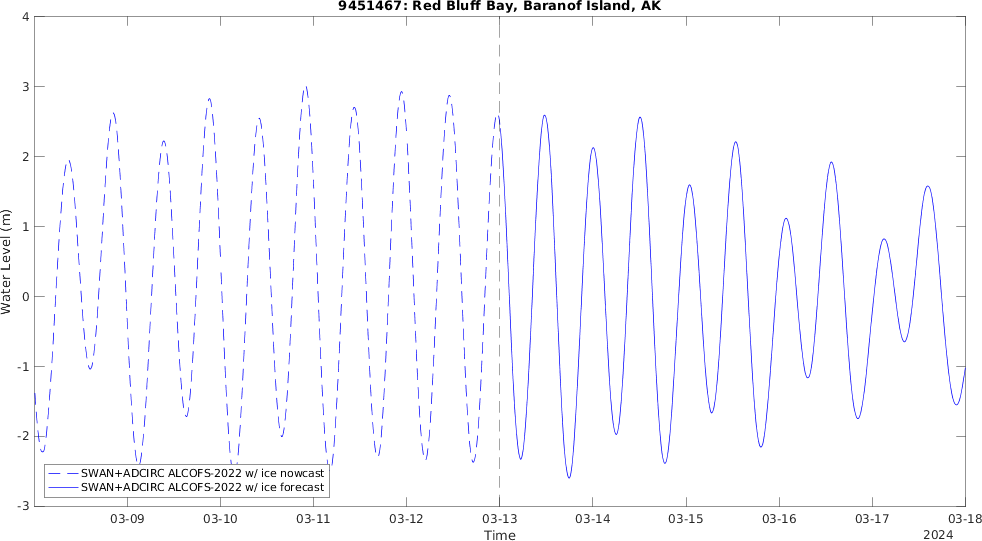 9451467: Red Bluff Bay, Baranof Island, AK
4
3
2
1
0
-1
-2
-3
Water Level (m)
SWAN+ADCIRC ALCOFS-2022 w/ ice nowcast
SWAN+ADCIRC ALCOFS-2022 w/ ice forecast
03-09 03-10 03-11 03-12 03-13 03-14 03-15 03-16 03-17 03-18
Time
2024